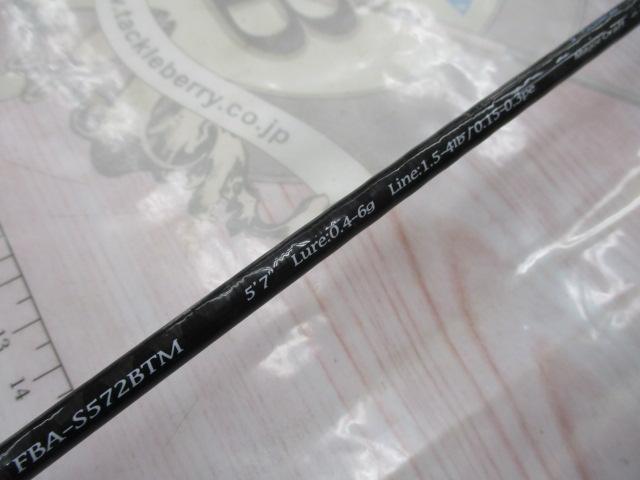 www.tackleberry.co.jp
B
FBA-S572BTM 5'7" Lure:0.4-6g Line:1.5-4lb/0.15-0.3pe
13
14